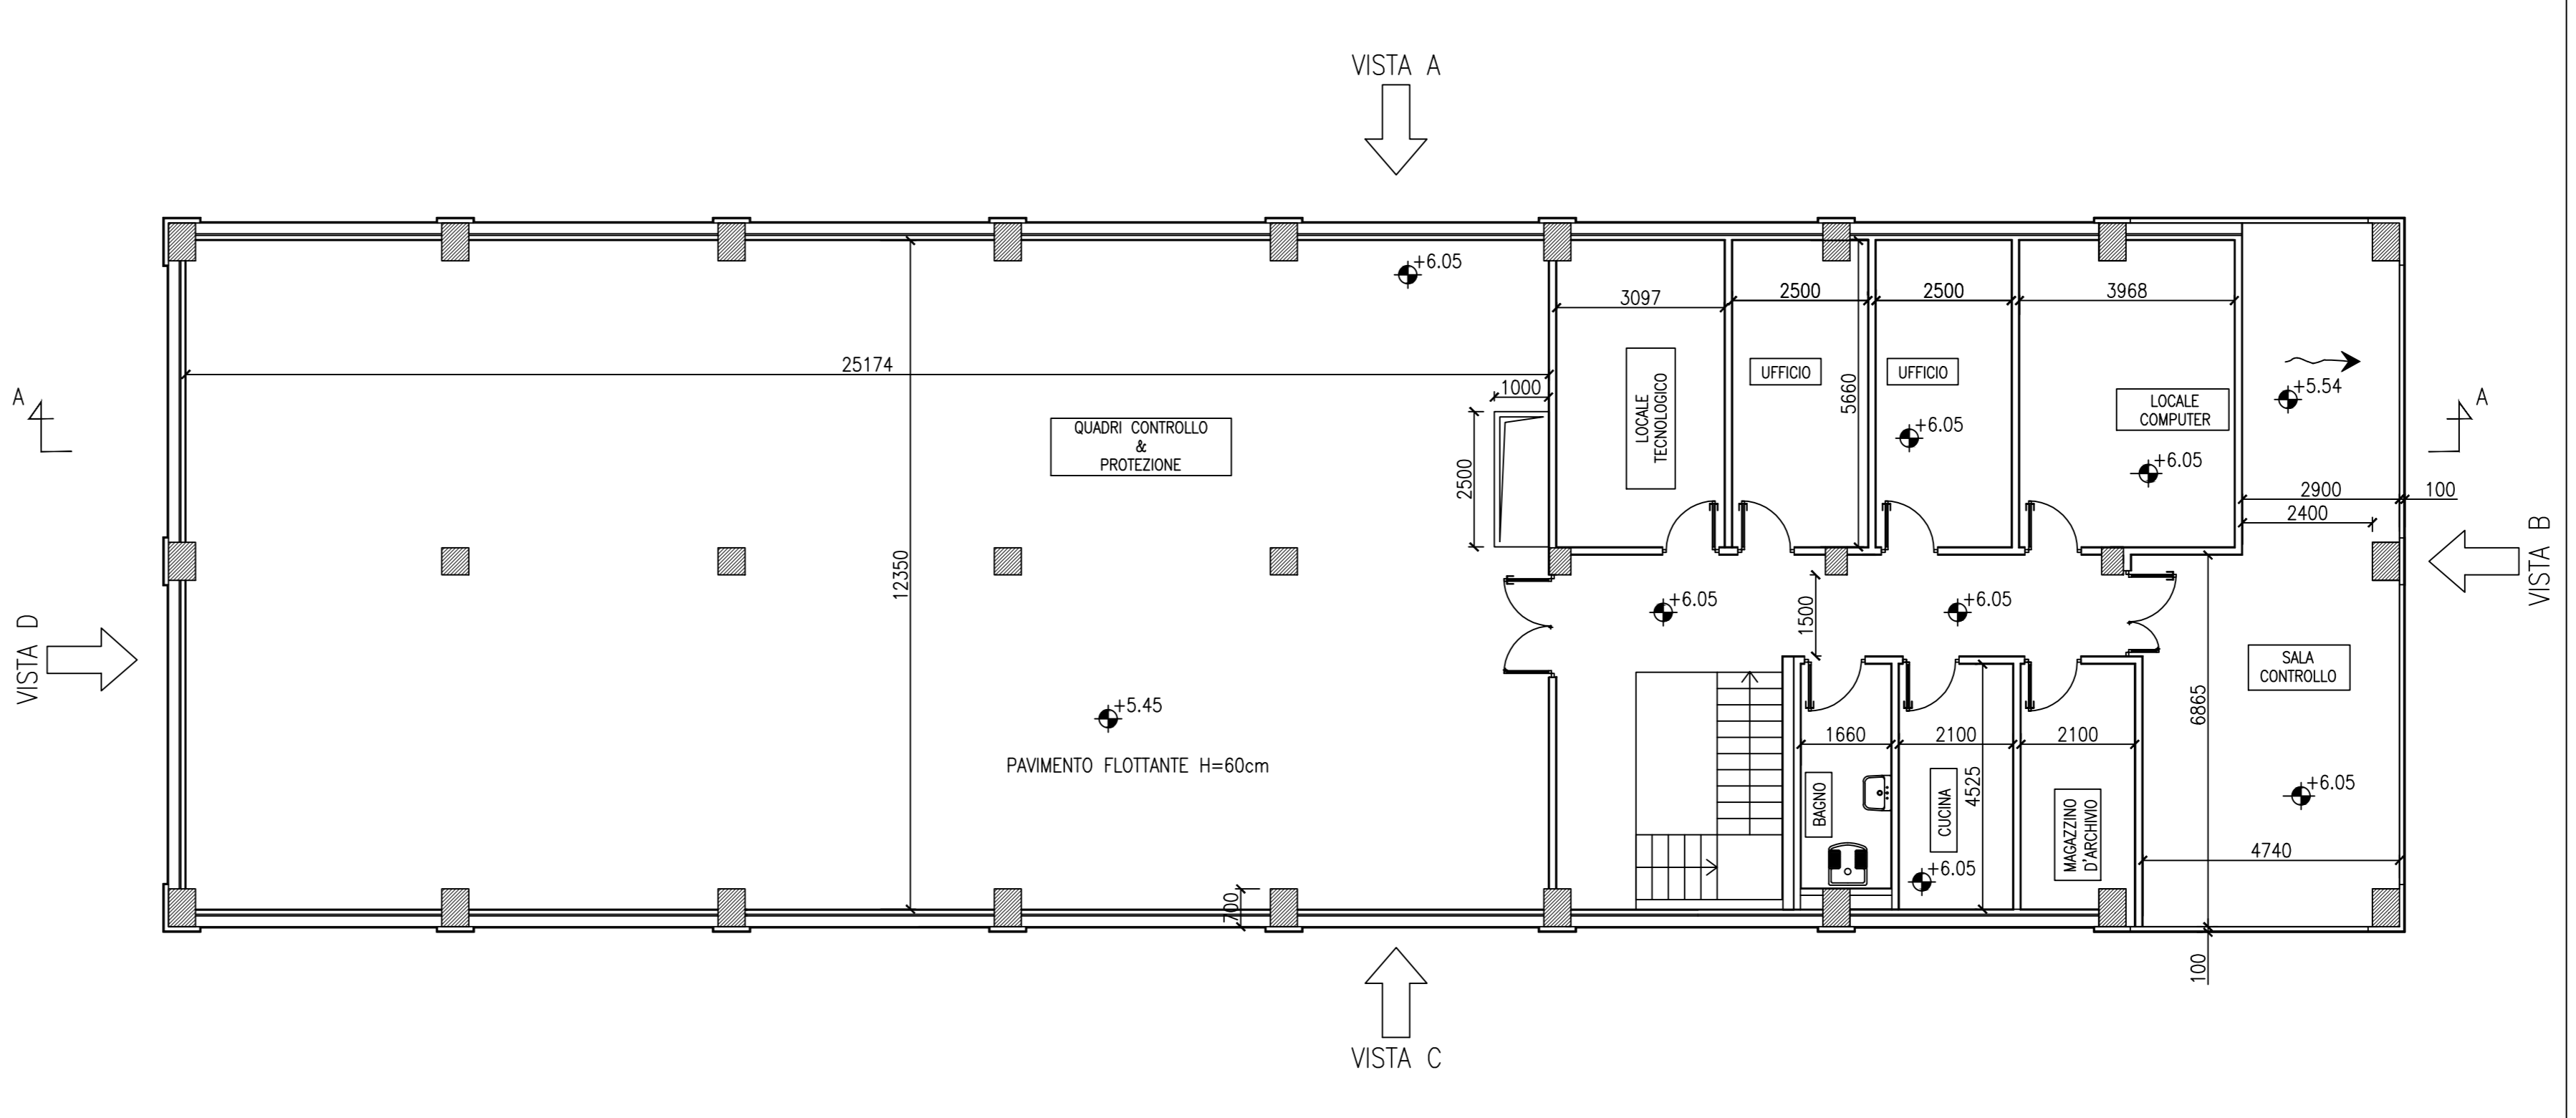 VISTA A
+6.05
3097
2500
2500
3968
25174
1000
2500
QUADRI CONTROLLO
&
PROTEZIONE
LOCALE
TECNOLOGICO
UFFICIO
5660
UFFICIO
+6.05
LOCALE
COMPUTER
+6.05
+5.54
A
A
2900
100
2400
VISTA B
12350
+6.05
1500
+6.05
VISTA D
+5.45
PAVIMENTO FLOTTANTE H=60cm
SALA
CONTROLLO
6865
1660
2100
2100
4525
BAGNO
CUCINA
MAGAZZINO
D'ARCHIVIO
+6.05
+6.05
4740
700
100
VISTA C